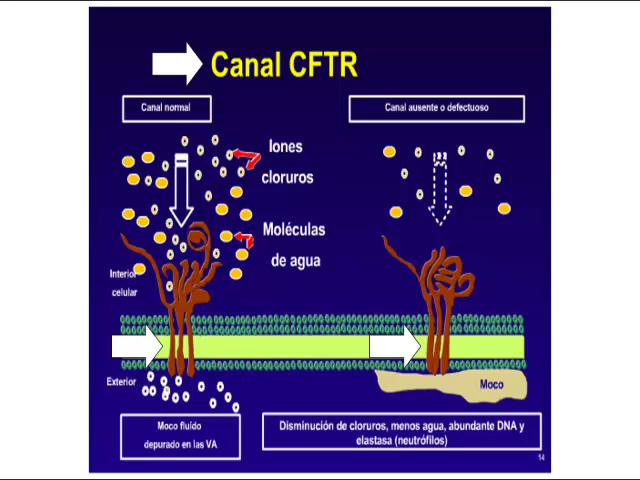 Canal CFTR
Canal normal
Canal ausente o defectuoso
Iones
cloruros
Moléculas
de agua
Interior
celular
Exterior
Moco
Moco fluído
depurado en las VA
Disminución de cloruros, menos agua, abundante DNA y
elastasa (neutrófilos)
14